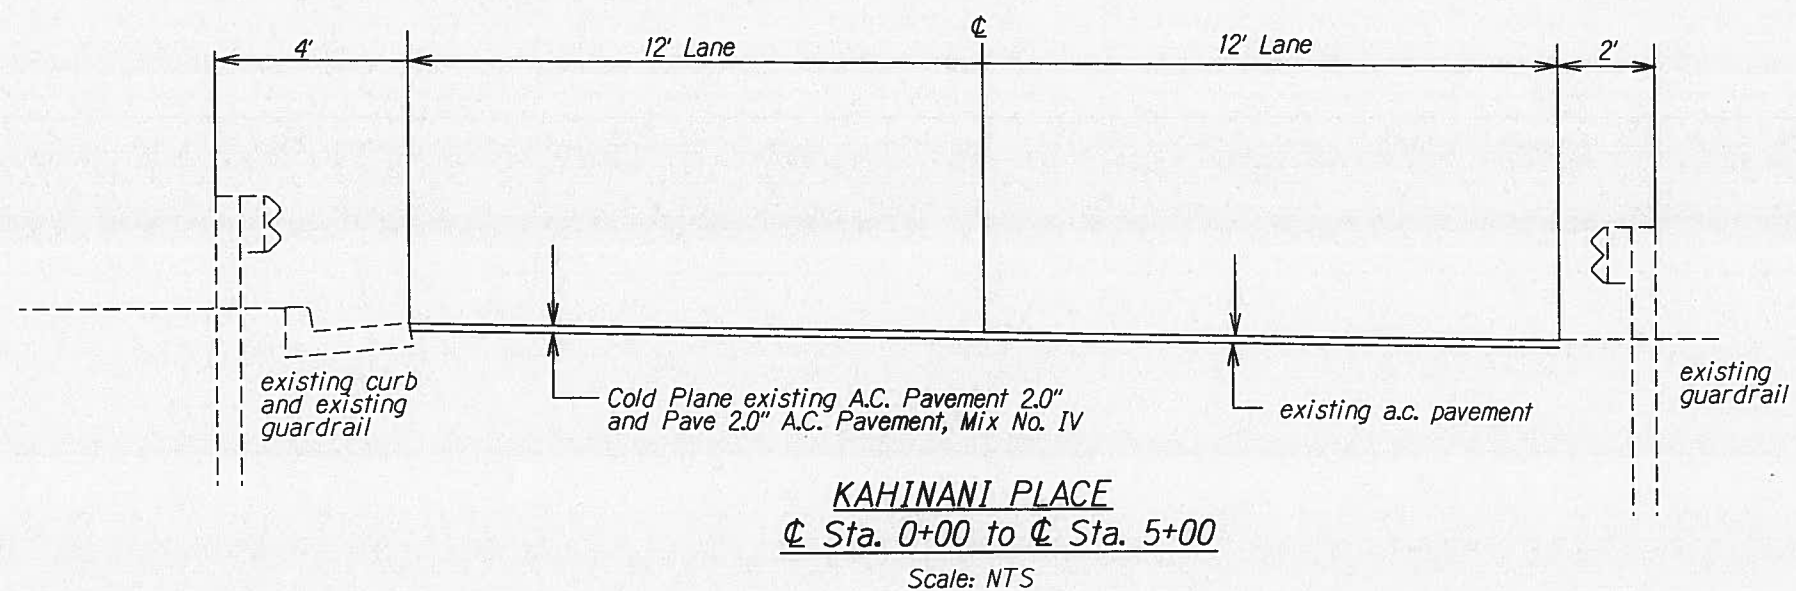 ℄
4'
12' Lane
12' Lane
2'
existing curb
and existing
guardrail
Cold Plane existing A.C. Pavement 2.0"
and Pave 2.0" A.C. Pavement, Mix No. IV
existing a.c. pavement
existing
guardrail
KAHINANI PLACE
℄ Sta. 0+00 to ℄ Sta. 5+00
Scale: NTS